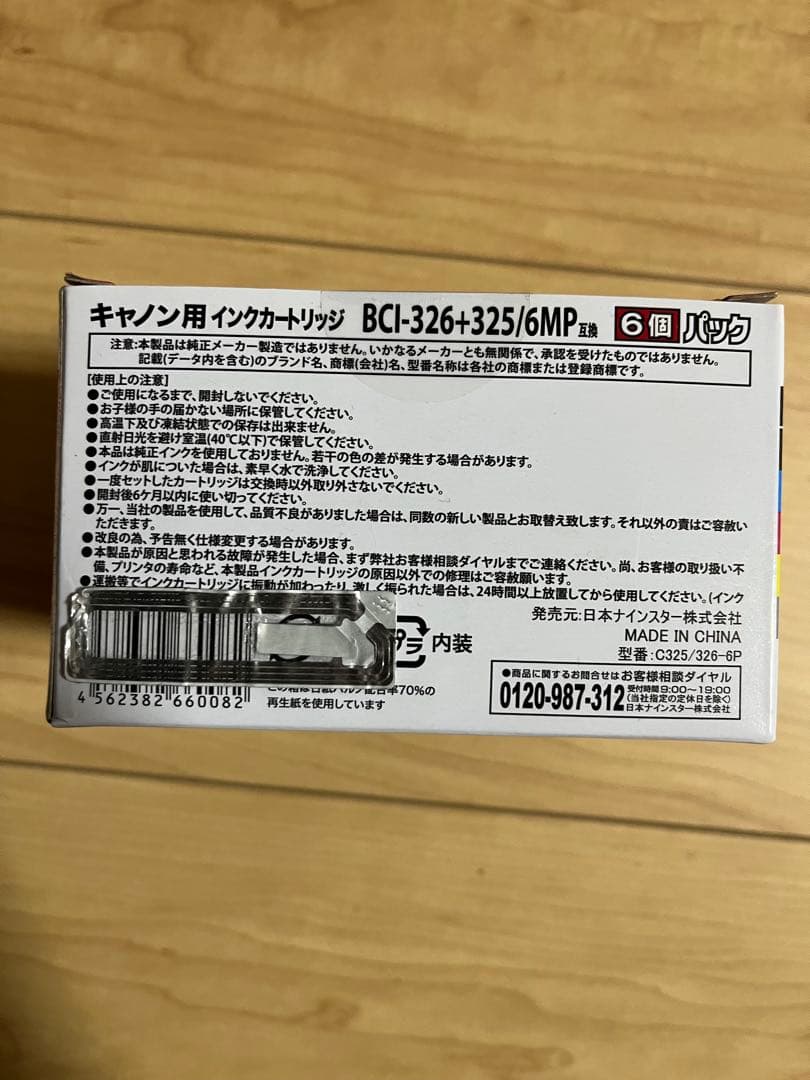 キヤノン用 インクカートリッジ BCI-326+325/6MP互換 6個パック
注意:本製品は純正メーカー製造ではありません。いかなるメーカーとも無関係で、承認を受けたものではありません。
記載(データ内を含む)のブランド名、商標(会社)名、型番名称は各社の商標または登録商標です。
[使用上の注意]
●ご使用になるまで、開封しないでください。
●お子様の手の届かない場所に保管してください。
●高温下及び凍結状態での保存は出来ません。
●直射日光を避け室温(40℃以下)で保管してください。
●本品は純正インクを使用しておりません。若干の色の差が発生する場合があります。
●インクが肌についた場合は、素早く水で洗浄してください。
●一度セットしたカートリッジは交換時以外取り外さないでください。
●開封後6ケ月以内に使い切ってください。
●万一、当社の製品を使用して、品質不良がありました場合は、同数の新しい製品とお取替え致します。それ以外の責はご容赦い
ただきます。
●改良の為、予告無く仕様変更する場合があります。
●本製品が原因と思われる故障が発生した場合、まず弊社お客様相談ダイヤルまでご連絡ください。尚、お客様の取り扱い不
備、プリンタの寿命など、本製品インクカートリッジの原因以外での修理はご容赦願います。
●運搬等でインクカートリッジに振動が加わったり、激しく振られた場合は、24時間以上放置してから使用してください。(インク
発売元:日本ナインスター株式会社
MADE IN CHINA
型番:C325/326-6P
プラ 内装
4 562382 660082
この箱は古紙パルプ配合率70%の
再生紙を使用しています
●商品に関するお問合せはお客様相談ダイヤル
0120-987-312 受付時間9:00~19:00
(当社指定の定休日を除く)
日本ナインスター株式会社